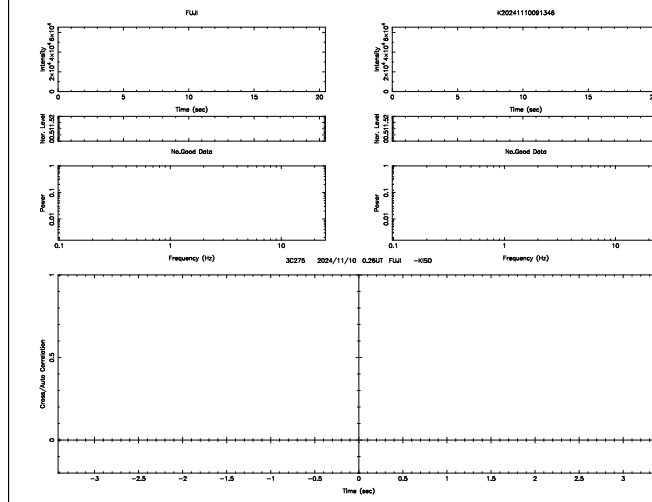 FUJI
K20241110091346
Intensity
0 2×10⁴ 4×10⁴ 6×10⁴
0 5 10 15 20
Time (sec)
Intensity
0 2×10⁴ 4×10⁴ 6×10⁴
0 5 10 15 20
Time (sec)
Nor. Level
00.511.52
Nor. Level
00.511.52
No.Good Data
No.Good Data
Power
0.01 0.1 1
0.1 1 10
Frequency (Hz)
Power
0.01 0.1 1
0.1 1 10
Frequency (Hz)
3C275 2024/11/10 0.26UT FUJI -KISO
Cross/Auto Correlation
0 0.5 1
-3 -2.5 -2 -1.5 -1 -0.5 0 0.5 1 1.5 2 2.5 3
Time (sec)